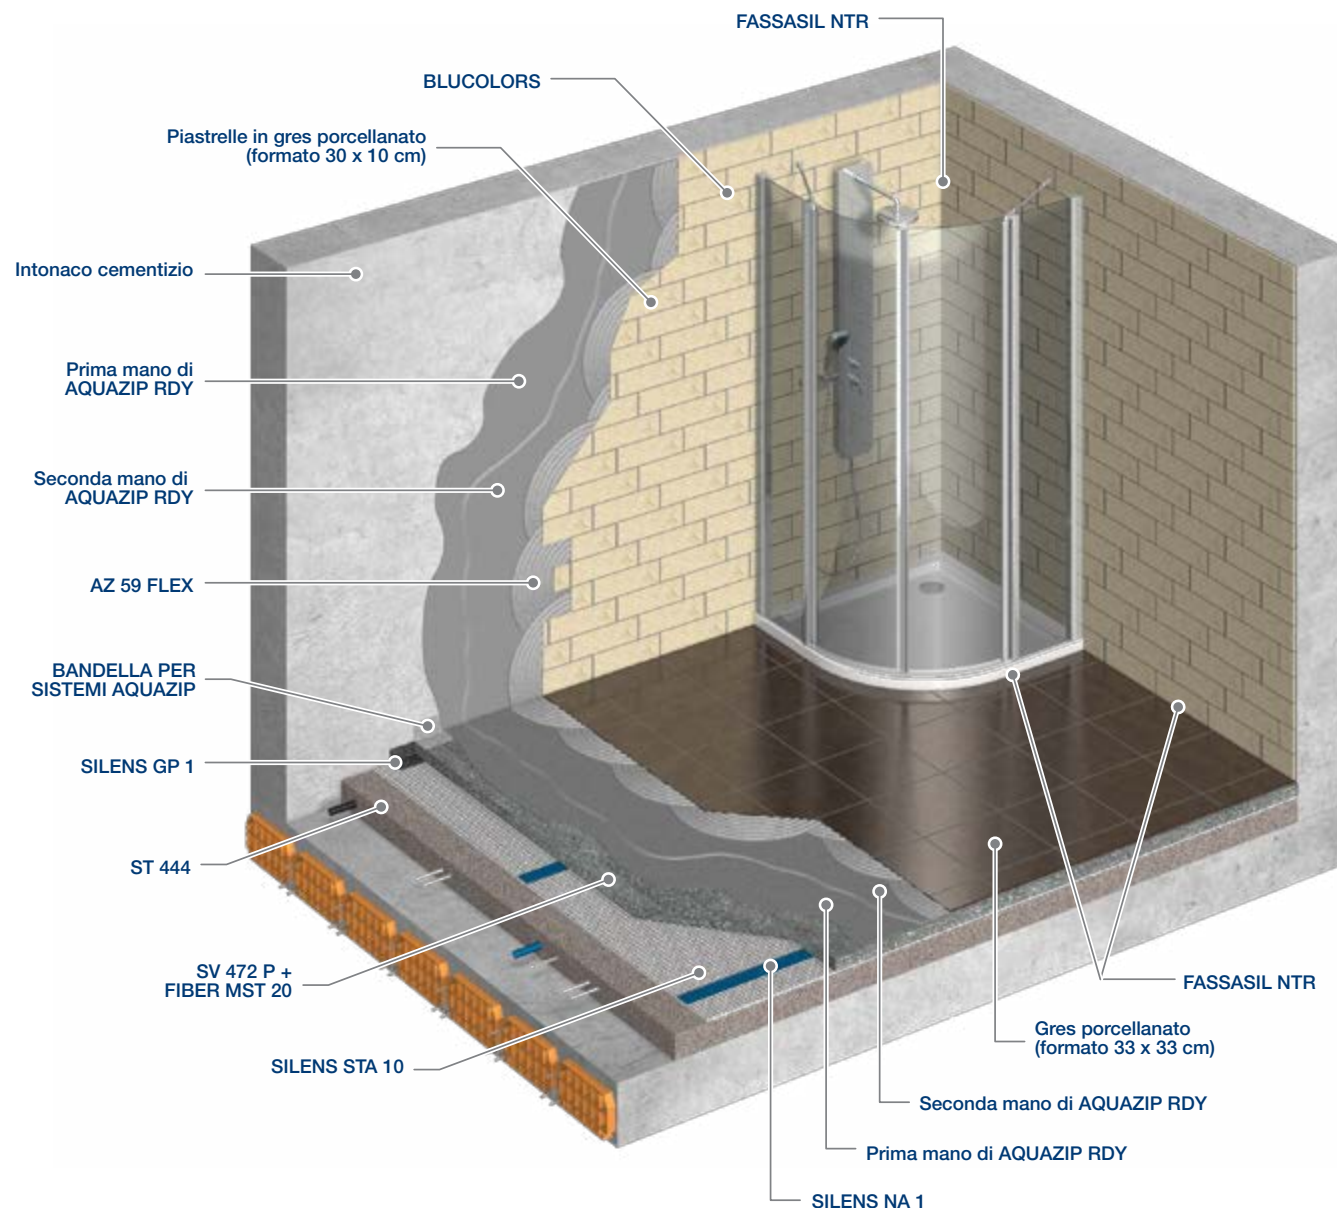 FASSASIL NTR
BLUCOLORS
Piastrelle in gres porcellanato
(formato 30 x 10 cm)
Intonaco cementizio
Prima mano di
AQUAZIP RDY
Seconda mano di
AQUAZIP RDY
AZ 59 FLEX
BANDELLA PER
SISTEMI AQUAZIP
SILENS GP 1
ST 444
SV 472 P +
FIBER MST 20
SILENS STA 10
FASSASIL NTR
Gres porcellanato
(formato 33 x 33 cm)
Seconda mano di AQUAZIP RDY
Prima mano di AQUAZIP RDY
SILENS NA 1